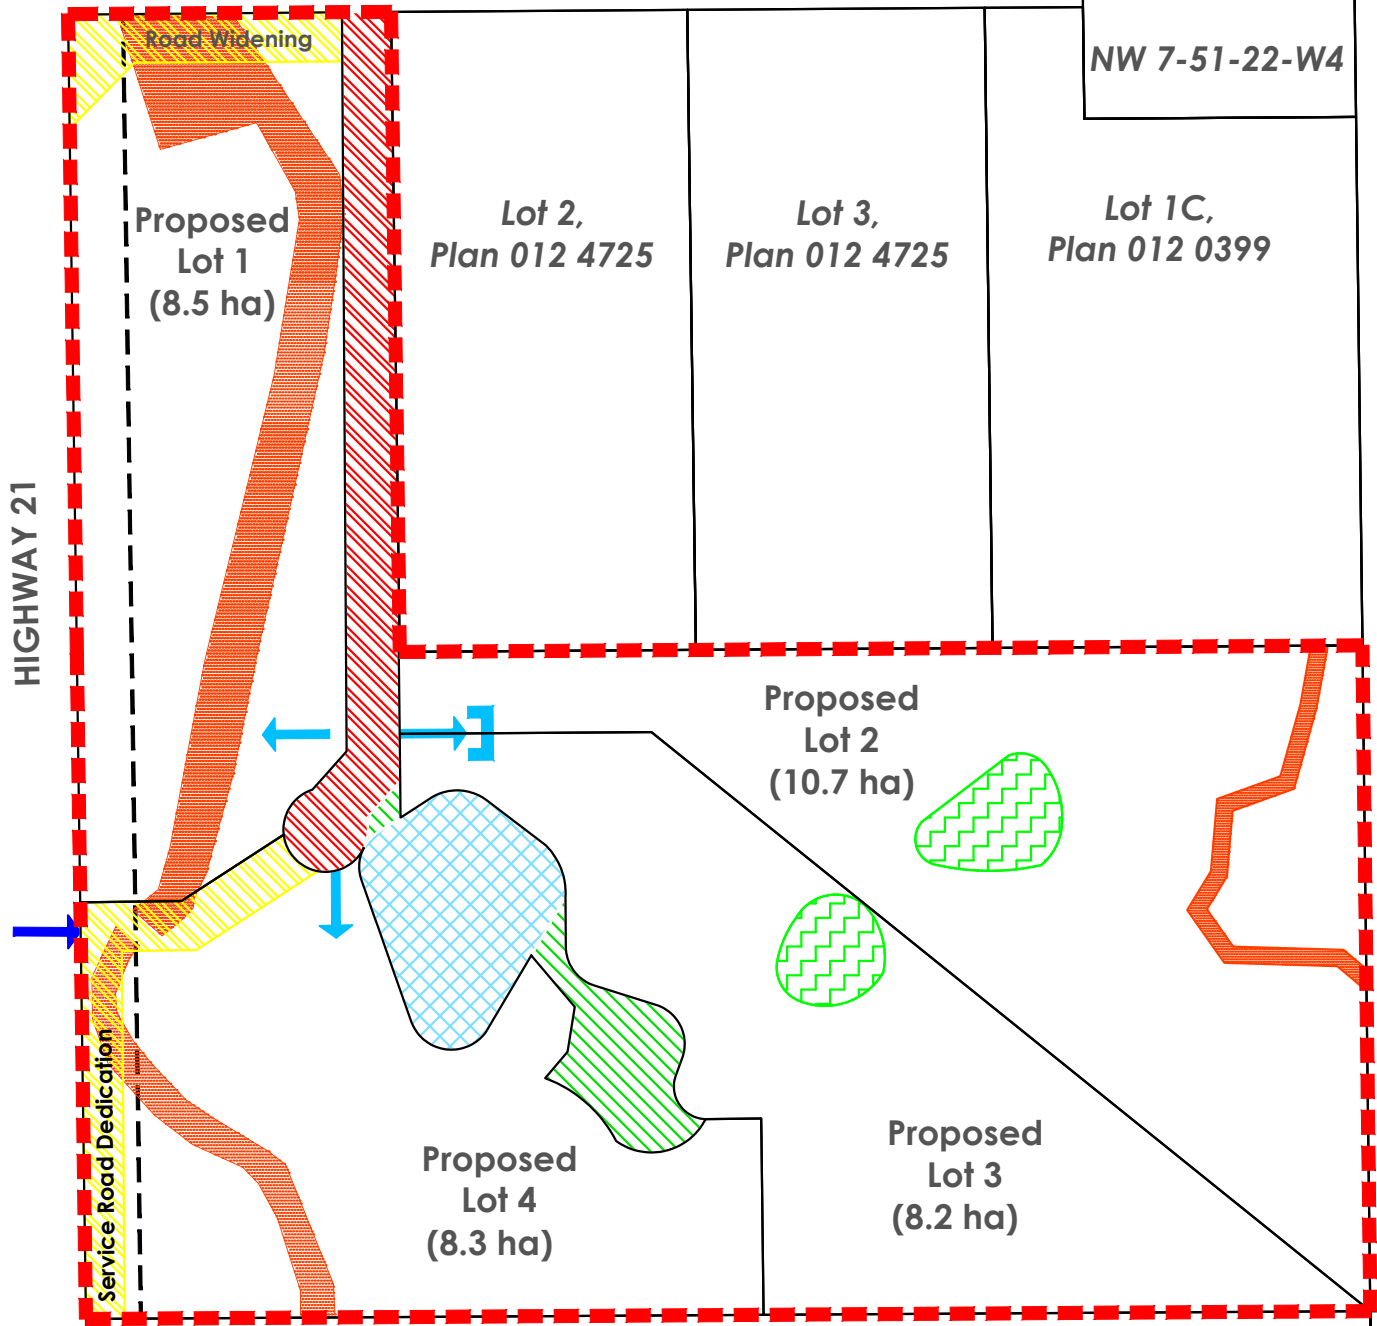 Road Widening
NW 7-51-22-W4
Proposed
Lot 1
(8.5 ha)
Lot 2,
Plan 012 4725
Lot 3,
Plan 012 4725
Lot 1C,
Plan 012 0399
HIGHWAY 21
Proposed
Lot 2
(10.7 ha)
Service Road Dedication
Proposed
Lot 4
(8.3 ha)
Proposed
Lot 3
(8.2 ha)